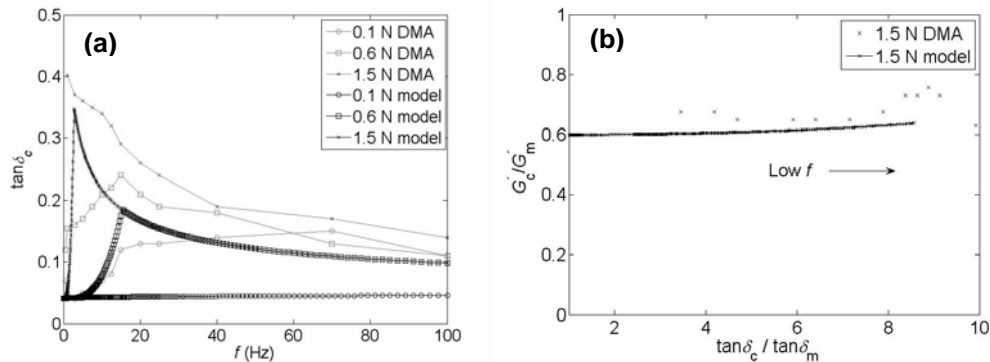 (a)
0.1 N DMA
0.6 N DMA
1.5 N DMA
0.1 N model
0.6 N model
1.5 N model
0.5
0.4
0.3
0.2
0.1
0
tanδc
0 20 40 60 80 100
f (Hz)
(b)
1.5 N DMA
1.5 N model
1
0.8
0.6
0.4
0.2
0
G'c/G'm
Low f
2 4 6 8 10
tanδc / tanδm